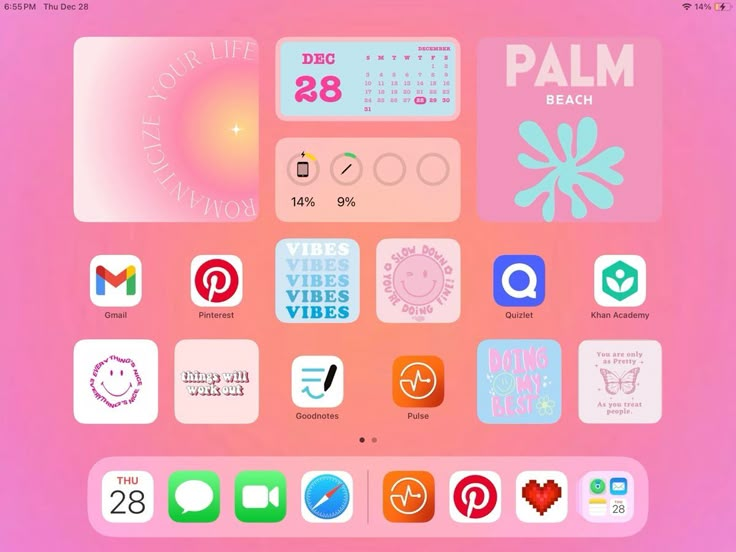 6:55 PM Thu Dec 28
14%
ROMANTICIZE YOUR LIFE
DEC
28
DECEMBER
S M T W T F S
1 2
3 4 5 6 7 8 9
10 11 12 13 14 15 16
17 18 19 20 21 22 23
24 25 26 27 28 29 30
31
14% 9%
PALM
BEACH
Gmail
Pinterest
VIBES
VIBES
VIBES
VIBES
VIBES
SLOW DOWN
YOU'RE DOING FINE!
Quizlet
Khan Academy
EVERYTHING'S NICE
EVERYTHING'S NICE
things will
work out
Goodnotes
Pulse
DOING
MY
BEST
You are only
as Pretty
As you treat
people.
THU
28
THU
28